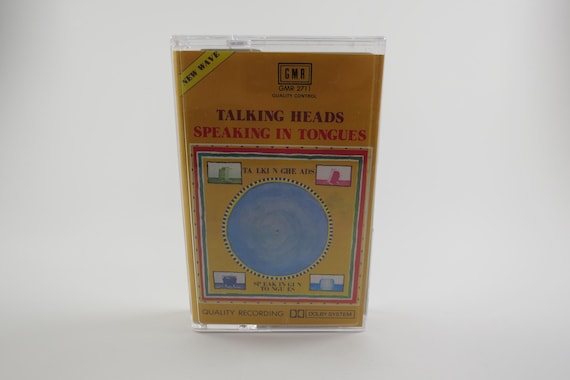 NEW WAVE
GMR
GMR 2711
QUALITY CONTROL
TALKING HEADS
SPEAKING IN TONGUES
TA LKI N GHE ADS
SP EAK IN GI N
TO NGU ES
QUALITY RECORDING DOLBY SYSTEM